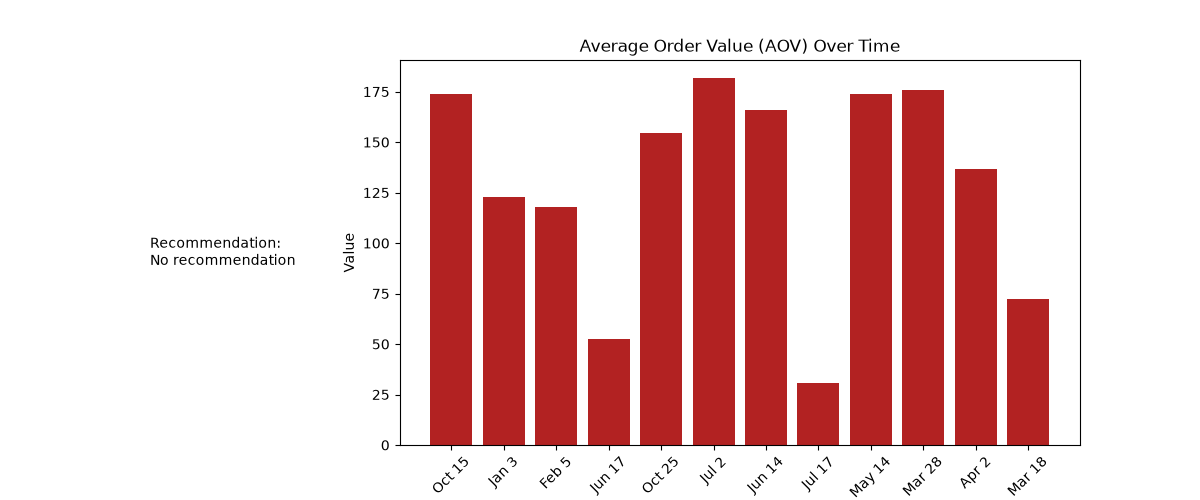 Average Order Value (AOV) Over Time
Recommendation:
No recommendation
Value
175
150
125
100
75
50
25
0
Oct 15
Jan 3
Feb 5
Jun 17
Oct 25
Jul 2
Jun 14
Jul 17
May 14
Mar 28
Apr 2
Mar 18